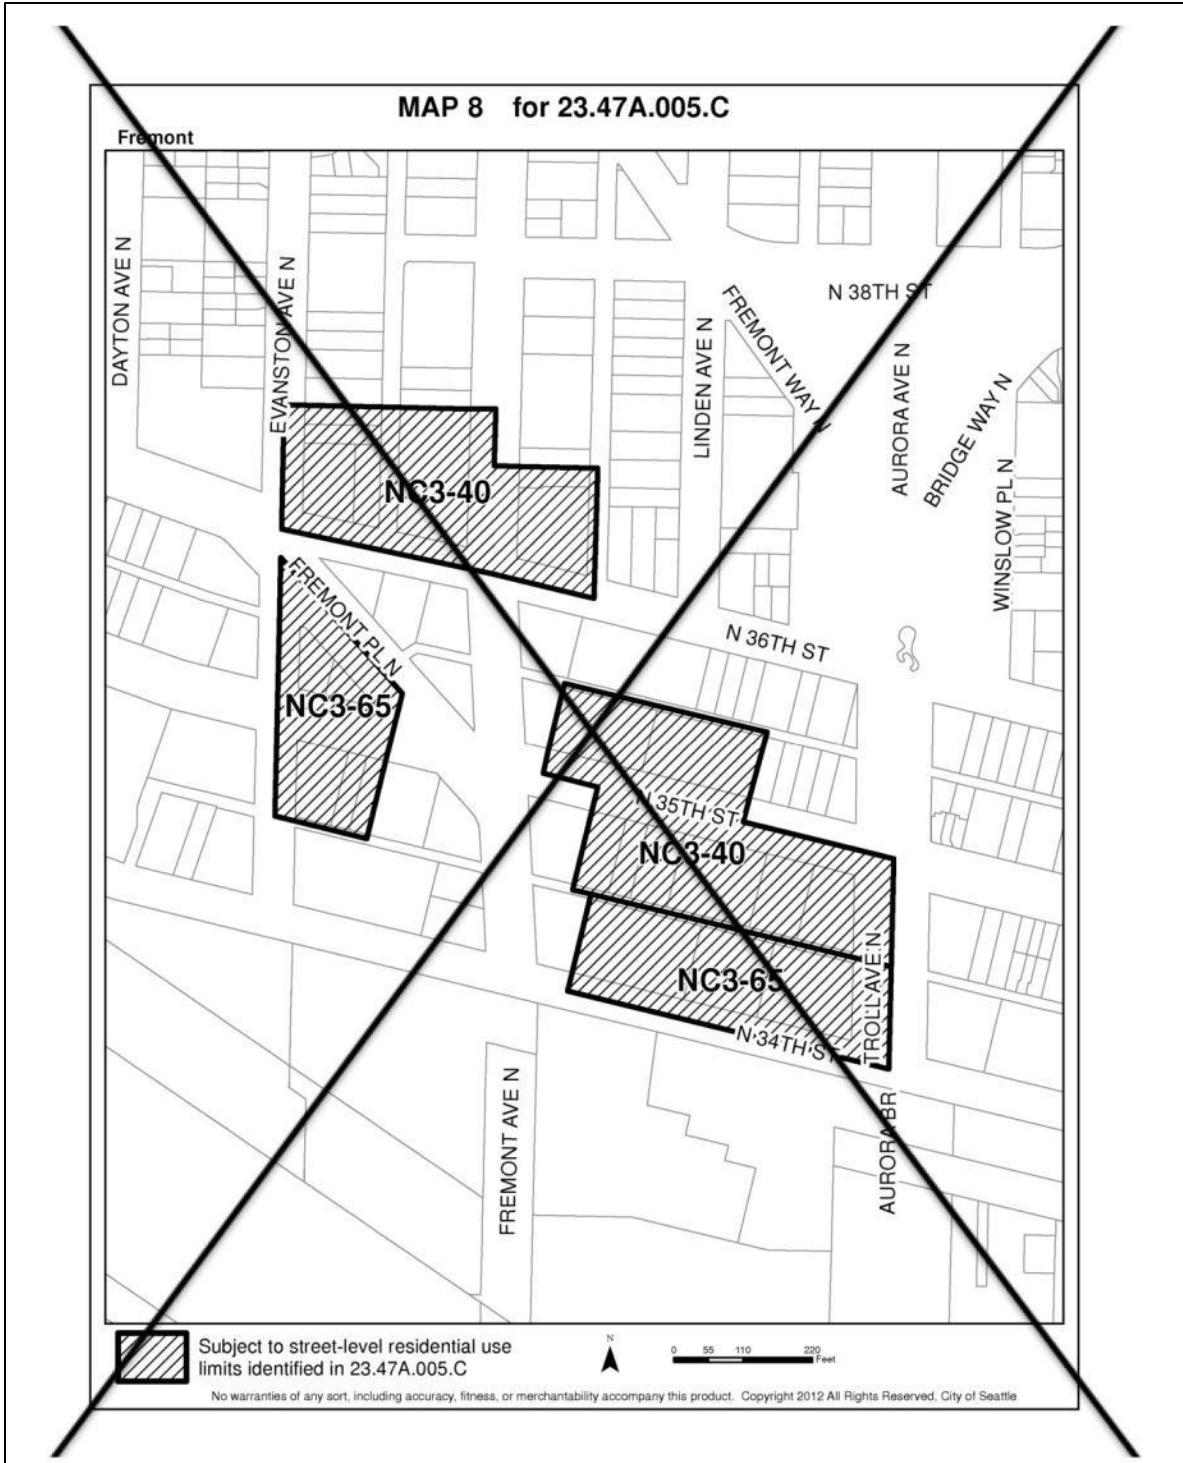 MAP 8 for 23.47A.005.C
Fremont
DAYTON AVE N
EVANSTON AVE N
N 38TH ST
FREMONT WAY N
LINDEN AVE N
AURORA AVE N
BRIDGE WAY N
WINSLOW PL N
NC3-40
FREMONT PL N
N 36TH ST
NC3-65
N 35TH ST
NC3-40
NC3-65
TROLL AVE N
N 34TH ST
FREMONT AVE N
AURORA BR
Subject to street-level residential use
limits identified in 23.47A.005.C
N
0 55 110 220
Feet
No warranties of any sort, including accuracy, fitness, or merchantability accompany this product. Copyright 2012 All Rights Reserved, City of Seattle